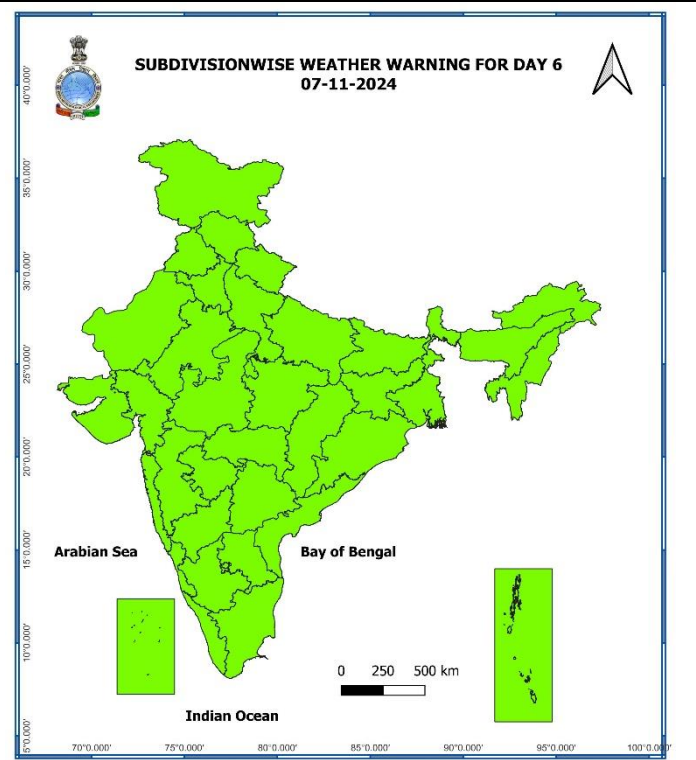 SUBDIVISIONWISE WEATHER WARNING FOR DAY 6
07-11-2024
40°0.000'
35°0.000'
30°0.000'
25°0.000'
20°0.000'
15°0.000'
10°0.000'
5°0.000'
Arabian Sea
Bay of Bengal
0 250 500 km
Indian Ocean
70°0.000' 75°0.000' 80°0.000' 85°0.000' 90°0.000' 95°0.000' 100°0.000'